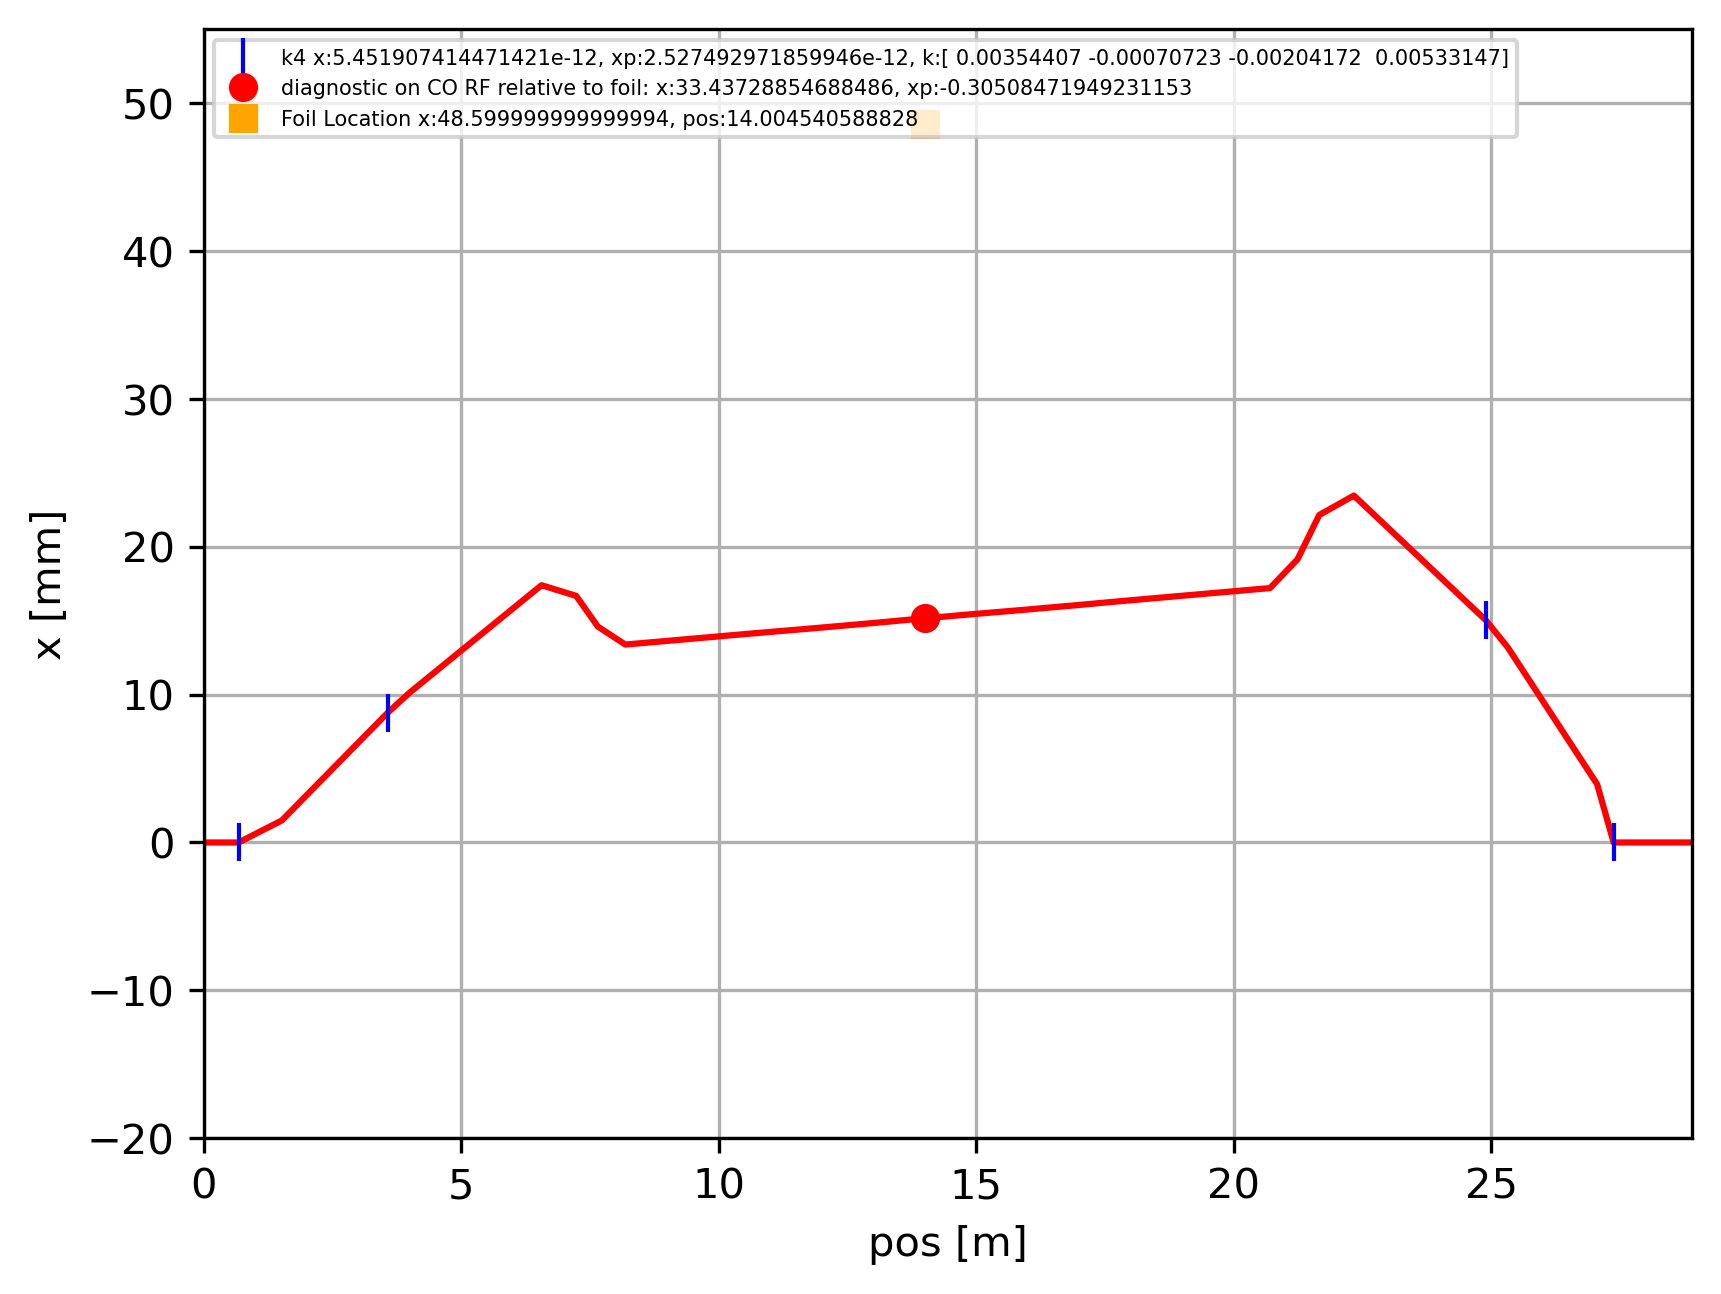 k4 x:5.451907414471421e-12, xp:2.527492971859946e-12, k:[ 0.00354407 -0.00070723 -0.00204172  0.00533147]
diagnostic on CO RF relative to foil: x:33.43728854688486, xp:-0.30508471949231153
Foil Location x:48.599999999999994, pos:14.004540588828
50
40
30
20
10
0
−10
−20
x [mm]
0 5 10 15 20 25
pos [m]